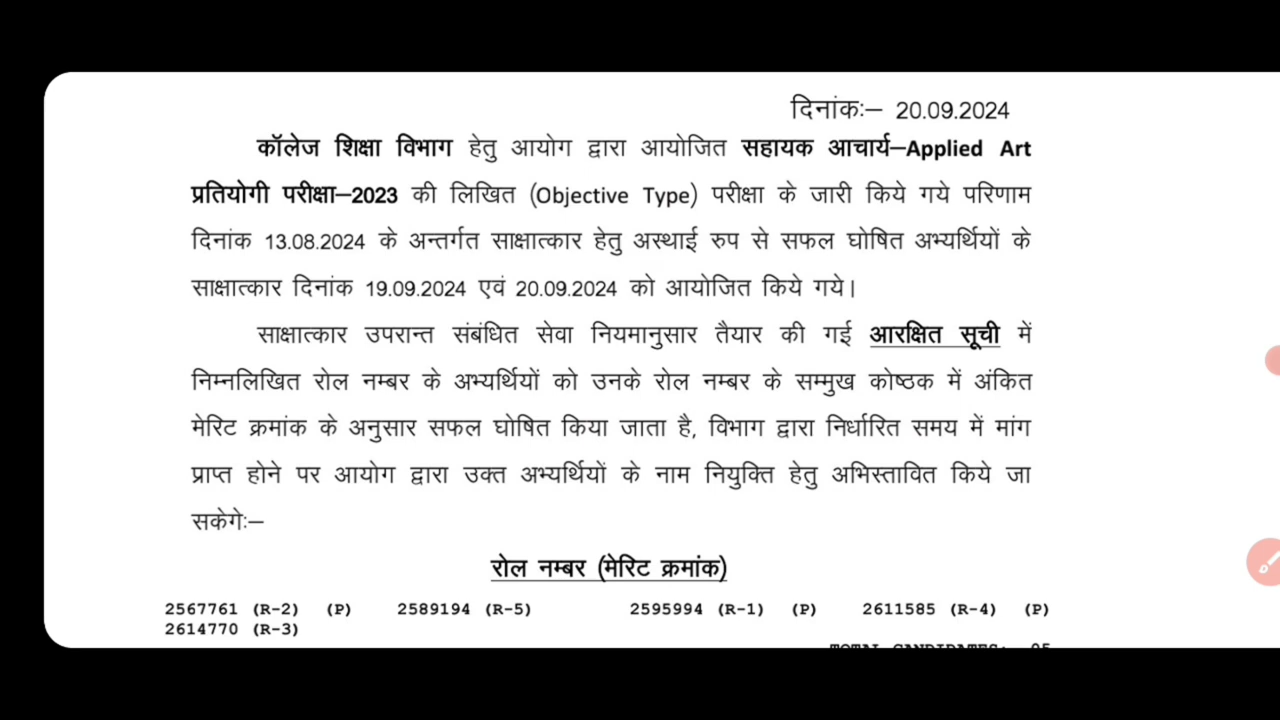 दिनांकः– 20.09.2024
कॉलेज शिक्षा विभाग हेतु आयोग द्वारा आयोजित सहायक आचार्य–Applied Art
प्रतियोगी परीक्षा–2023 की लिखित (Objective Type) परीक्षा के जारी किये गये परिणाम
दिनांक 13.08.2024 के अन्तर्गत साक्षात्कार हेतु अस्थाई रुप से सफल घोषित अभ्यर्थियों के
साक्षात्कार दिनांक 19.09.2024 एवं 20.09.2024 को आयोजित किये गये।
साक्षात्कार उपरान्त संबंधित सेवा नियमानुसार तैयार की गई आरक्षित सूची में
निम्नलिखित रोल नम्बर के अभ्यर्थियों को उनके रोल नम्बर के सम्मुख कोष्ठक में अंकित
मेरिट क्रमांक के अनुसार सफल घोषित किया जाता है, विभाग द्वारा निर्धारित समय में मांग
प्राप्त होने पर आयोग द्वारा उक्त अभ्यर्थियों के नाम नियुक्ति हेतु अभिस्तावित किये जा
सकेगेः–
रोल नम्बर (मेरिट क्रमांक)
2567761 (R-2) (P) 2589194 (R-5) 2595994 (R-1) (P) 2611585 (R-4) (P)
2614770 (R-3)
TOTAL CANDIDATES: 05